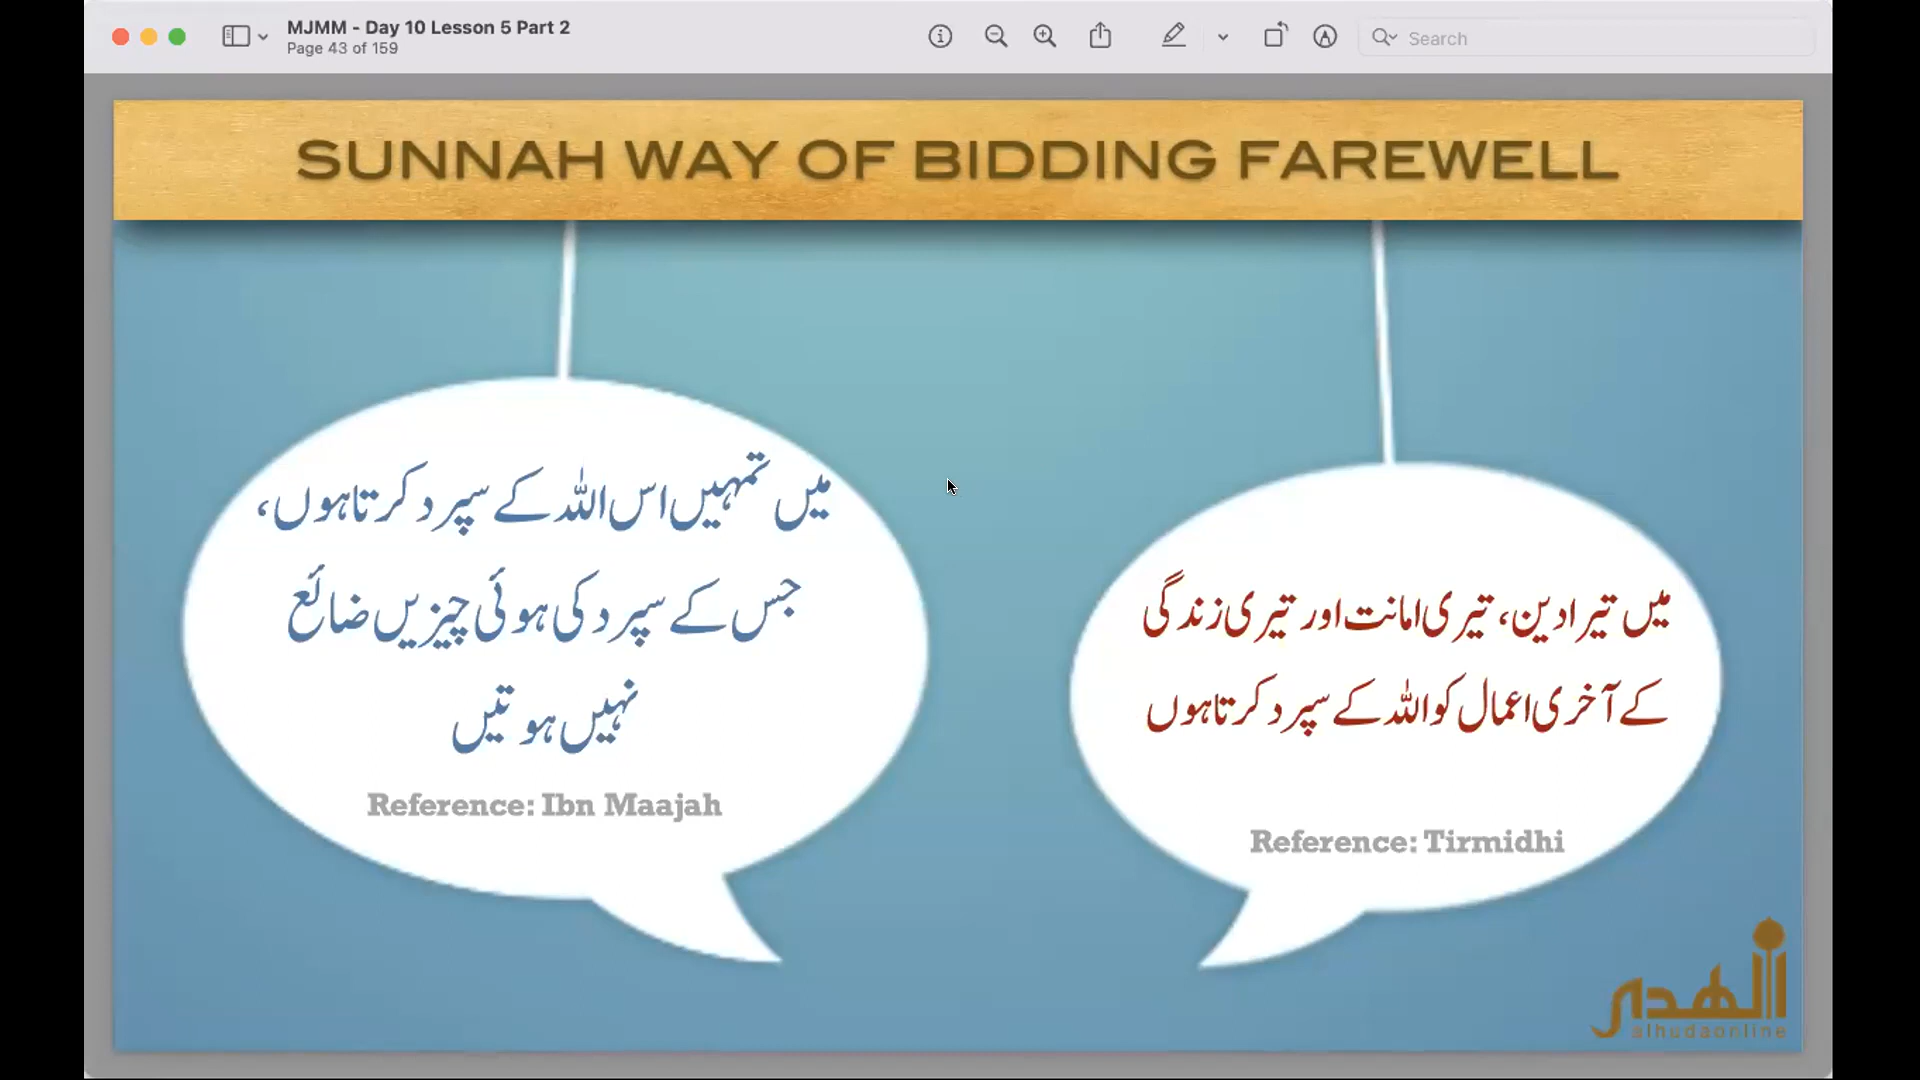 MJMM - Day 10 Lesson 5 Part 2
Page 43 of 159
Search
SUNNAH WAY OF BIDDING FAREWELL
میں تمہیں اس اللہ کے سپرد کرتا ہوں،
جس کے سپرد کی ہوئی چیزیں ضائع
نہیں ہوتیں
Reference: Ibn Maajah
میں تیرا دین، تیری امانت اور تیری زندگی
کے آخری اعمال کو اللہ کے سپرد کرتا ہوں
Reference: Tirmidhi
الهدى
alhudaonline